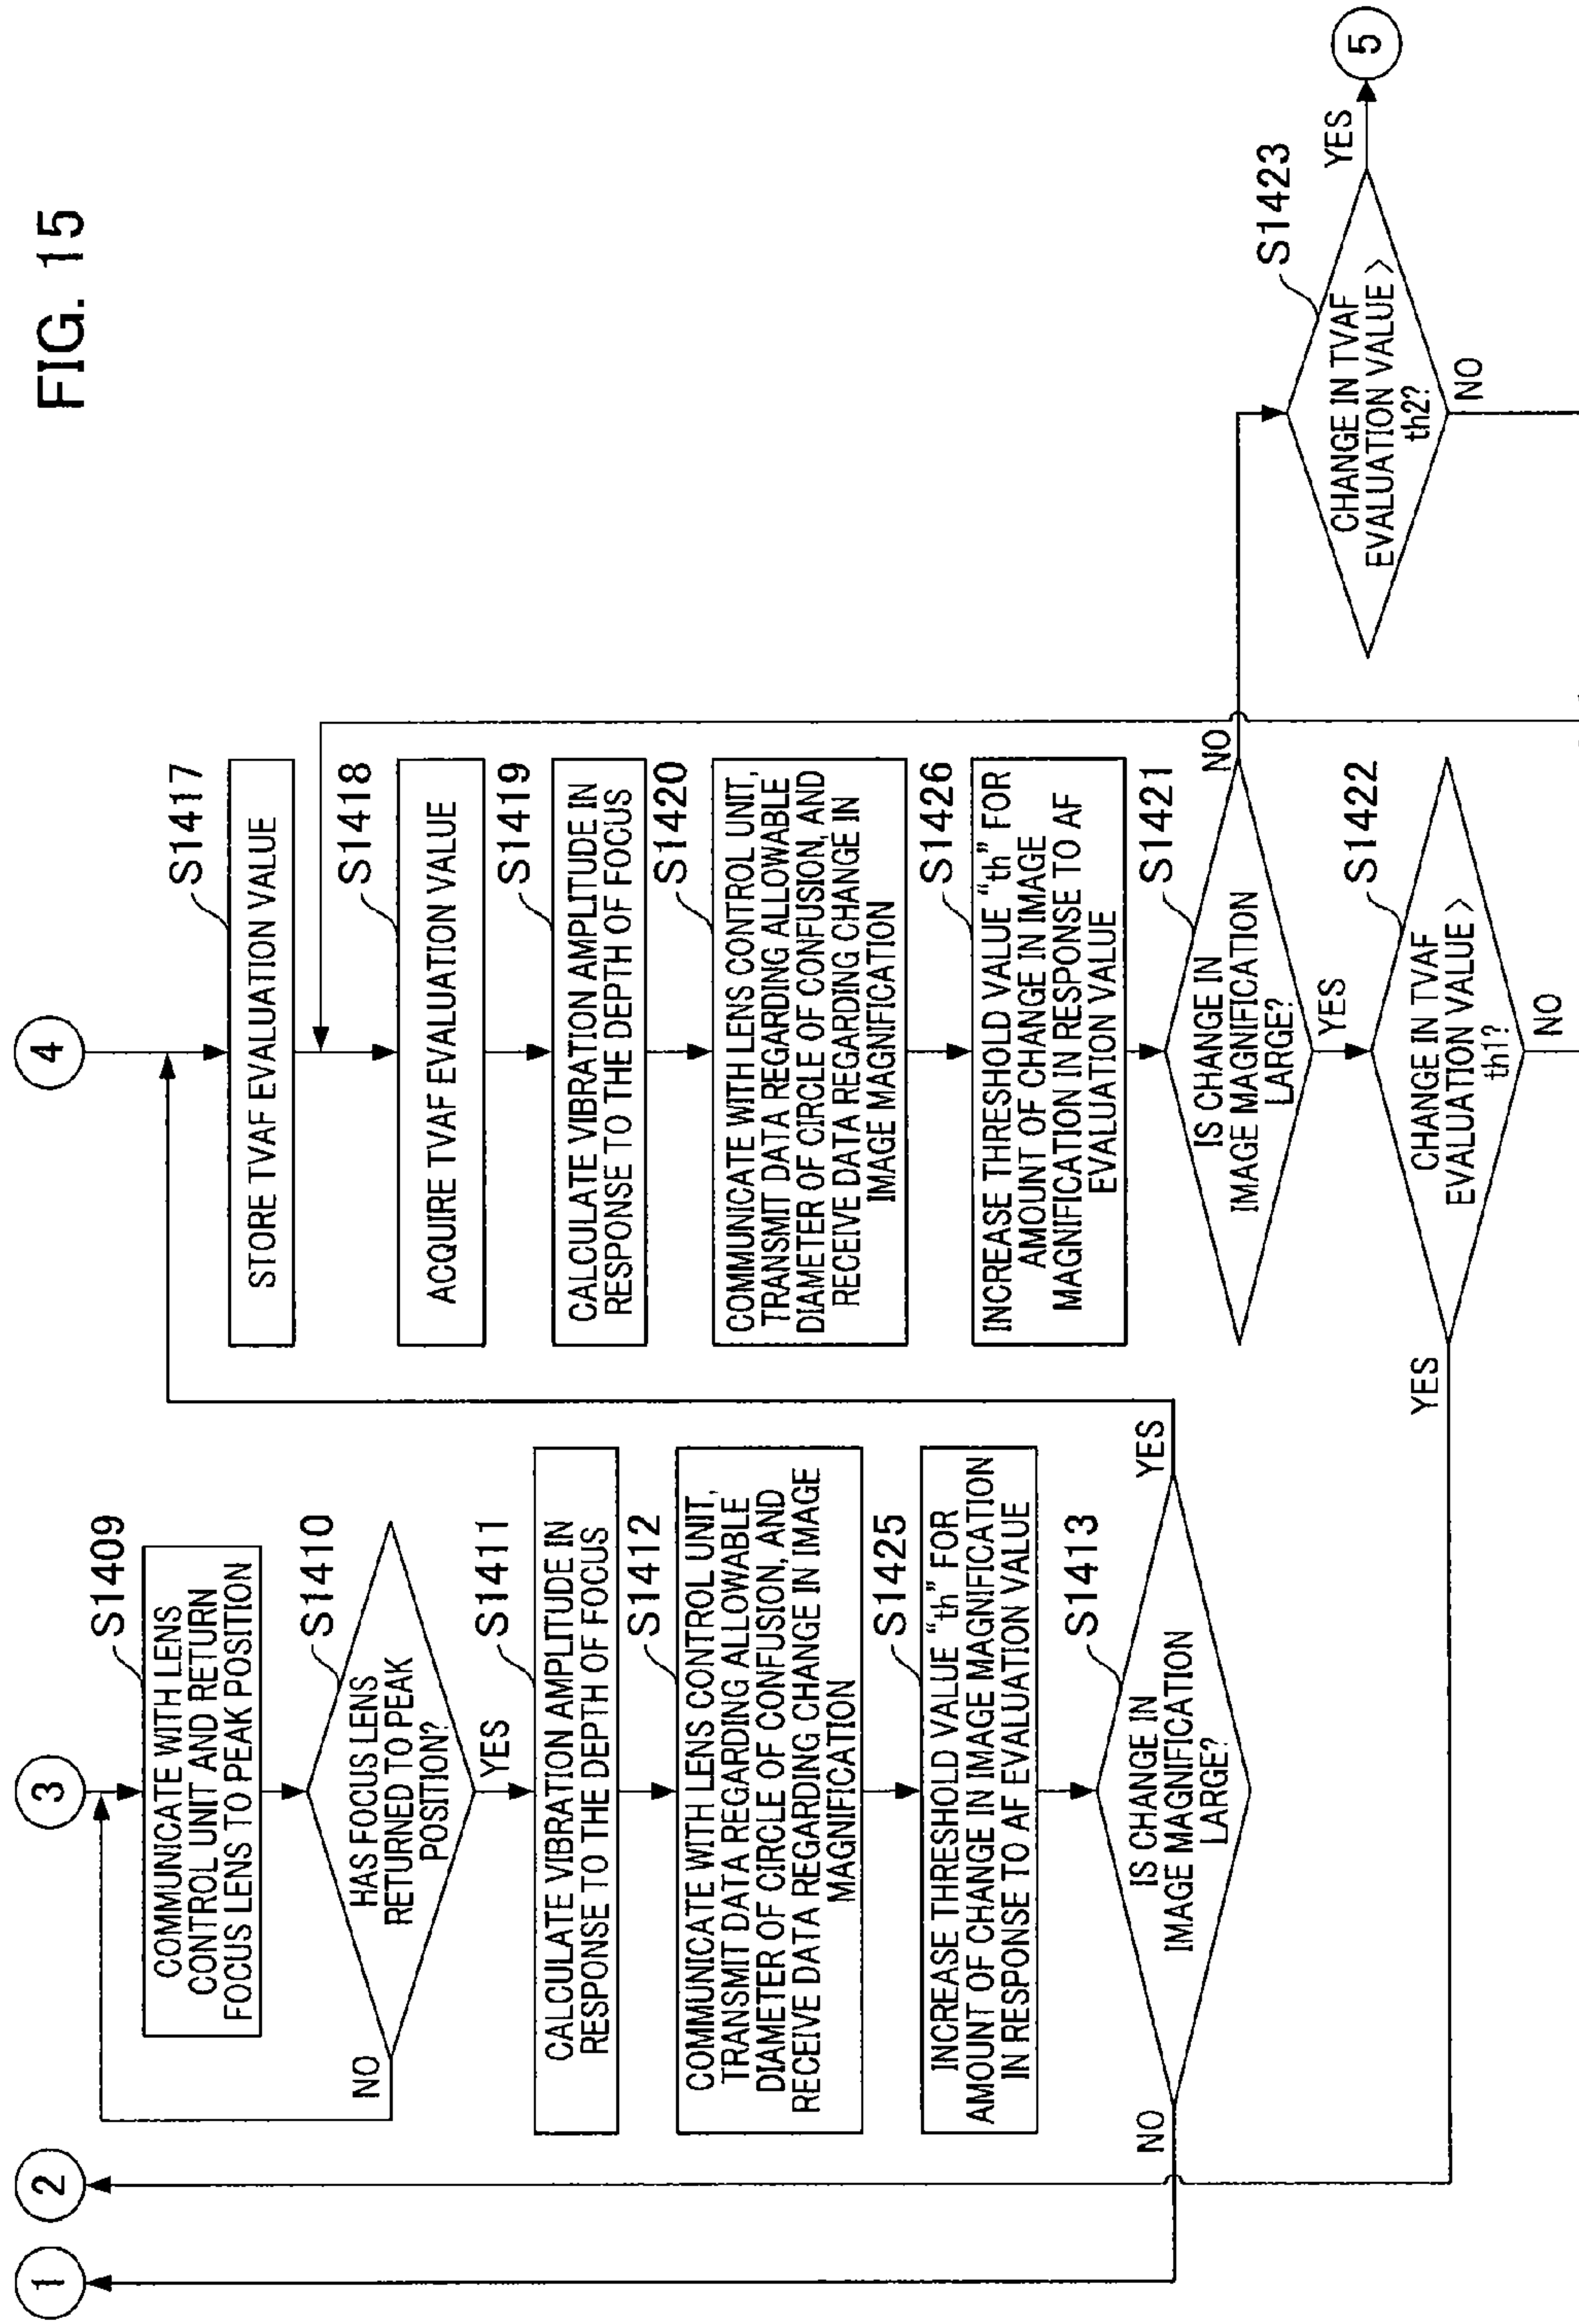 FIG. 15
1
2
3
COMMUNICATE WITH LENS
CONTROL UNIT AND RETURN
FOCUS LENS TO PEAK POSITION
S1409
HAS FOCUS LENS
RETURNED TO PEAK
POSITION?
S1410
NO
YES
CALCULATE VIBRATION AMPLITUDE IN
RESPONSE TO THE DEPTH OF FOCUS
S1411
COMMUNICATE WITH LENS CONTROL UNIT,
TRANSMIT DATA REGARDING ALLOWABLE
DIAMETER OF CIRCLE OF CONFUSION, AND
RECEIVE DATA REGARDING CHANGE IN IMAGE
MAGNIFICATION
S1412
INCREASE THRESHOLD VALUE "th" FOR
AMOUNT OF CHANGE IN IMAGE MAGNIFICATION
IN RESPONSE TO AF EVALUATION VALUE
S1425
IS CHANGE IN
IMAGE MAGNIFICATION
LARGE?
S1413
NO
YES
4
STORE TVAF EVALUATION VALUE
S1417
ACQUIRE TVAF EVALUATION VALUE
S1418
CALCULATE VIBRATION AMPLITUDE IN
RESPONSE TO THE DEPTH OF FOCUS
S1419
COMMUNICATE WITH LENS CONTROL UNIT,
TRANSMIT DATA REGARDING ALLOWABLE
DIAMETER OF CIRCLE OF CONFUSION, AND
RECEIVE DATA REGARDING CHANGE IN
IMAGE MAGNIFICATION
S1420
INCREASE THRESHOLD VALUE "th" FOR
AMOUNT OF CHANGE IN IMAGE
MAGNIFICATION IN RESPONSE TO AF
EVALUATION VALUE
S1426
IS CHANGE IN
IMAGE MAGNIFICATION
LARGE?
S1421
NO
YES
CHANGE IN TVAF
EVALUATION VALUE >
th1?
S1422
YES
NO
CHANGE IN TVAF
EVALUATION VALUE >
th2?
S1423
YES
NO
5